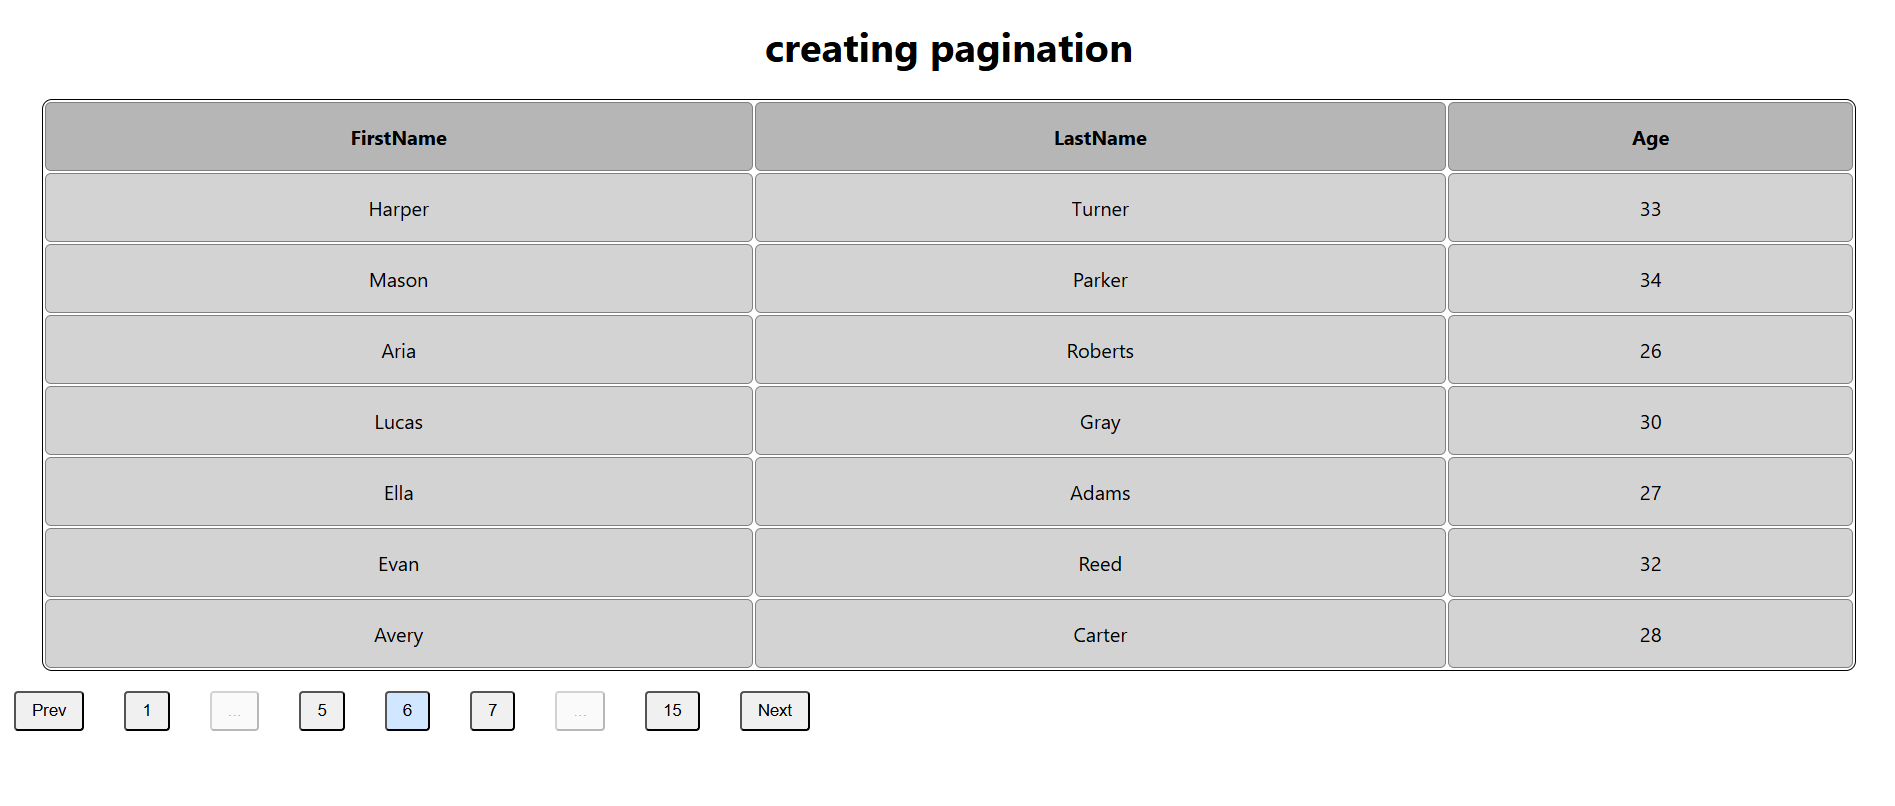 creating pagination
FirstName LastName Age
Harper Turner 33
Mason Parker 34
Aria Roberts 26
Lucas Gray 30
Ella Adams 27
Evan Reed 32
Avery Carter 28
Prev 1 ... 5 6 7 ... 15 Next